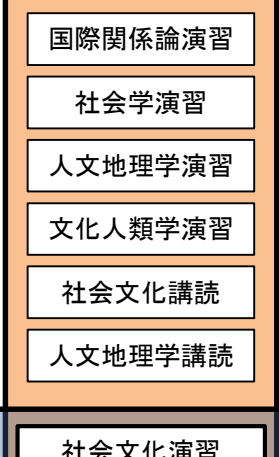 国際関係論演習
社会学演習
人文地理学演習
文化人類学演習
社会文化講読
人文地理学講読
社会文化演習